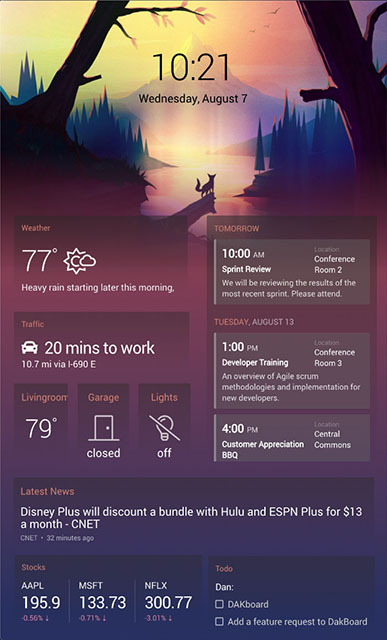 10:21
Wednesday, August 7
Weather
77°
Heavy rain starting later this morning,
Traffic
20 mins to work
10.7 mi via I-690 E
Livingroom
79°
Garage
closed
Lights
off
TOMORROW
10:00 AM
Sprint Review
Location
Conference
Room 2
We will be reviewing the results of the
most recent sprint. Please attend.
TUESDAY, AUGUST 13
1:00 PM
Developer Training
Location
Conference
Room 3
An overview of Agile scrum
methodologies and implementation for
new developers.
4:00 PM
Customer Appreciation
BBQ
Location
Central
Commons
Latest News
Disney Plus will discount a bundle with Hulu and ESPN Plus for $13
a month - CNET
CNET • 32 minutes ago
Stocks
AAPL
195.9
-0.56% ↓
MSFT
133.73
-0.71% ↓
NFLX
300.77
-3.01% ↓
Todo
Dan:
DAKboard
Add a feature request to DakBoard